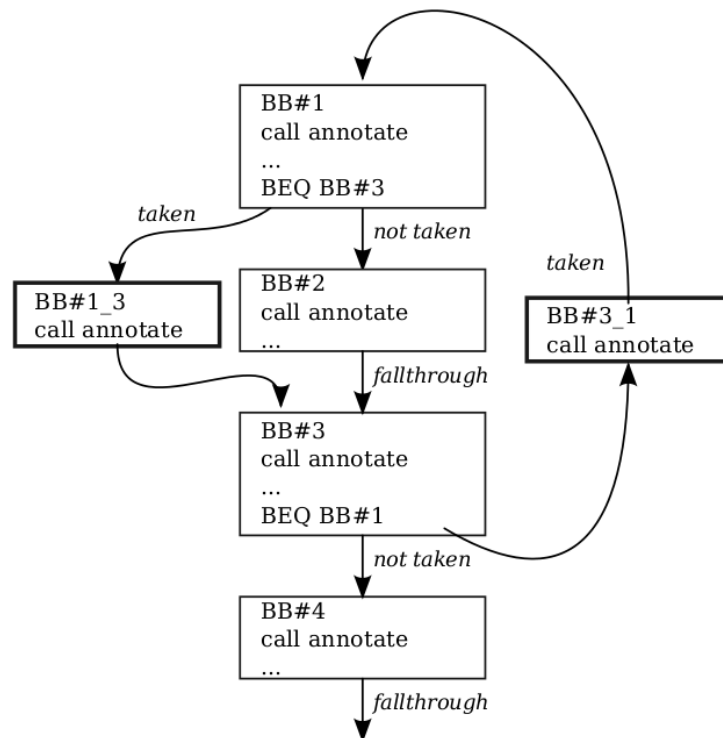 BB#1
call annotate
...
BEQ BB#3
taken
not taken
taken
BB#1_3
call annotate
BB#2
call annotate
...
BB#3_1
call annotate
fallthrough
BB#3
call annotate
...
BEQ BB#1
not taken
BB#4
call annotate
...
fallthrough